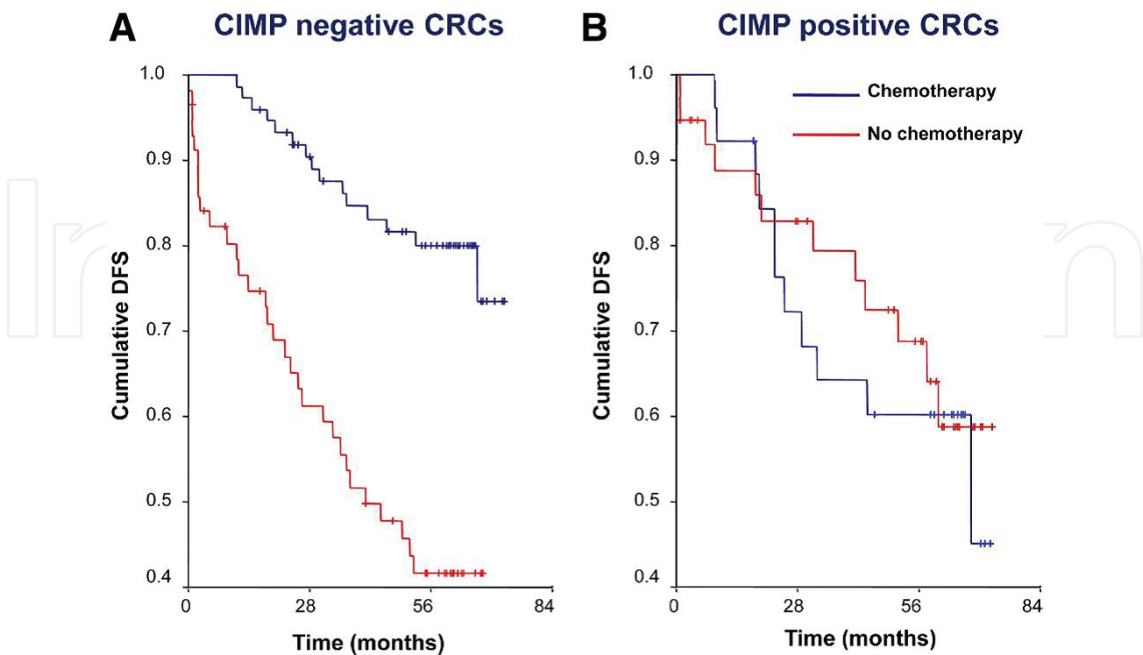 A CIMP negative CRCs
1.0
0.9
0.8
0.7
0.6
0.5
0.4
Cumulative DFS
0 28 56 84
Time (months)
B CIMP positive CRCs
Chemotherapy
No chemotherapy
1.0
0.9
0.8
0.7
0.6
0.5
0.4
Cumulative DFS
0 28 56 84
Time (months)